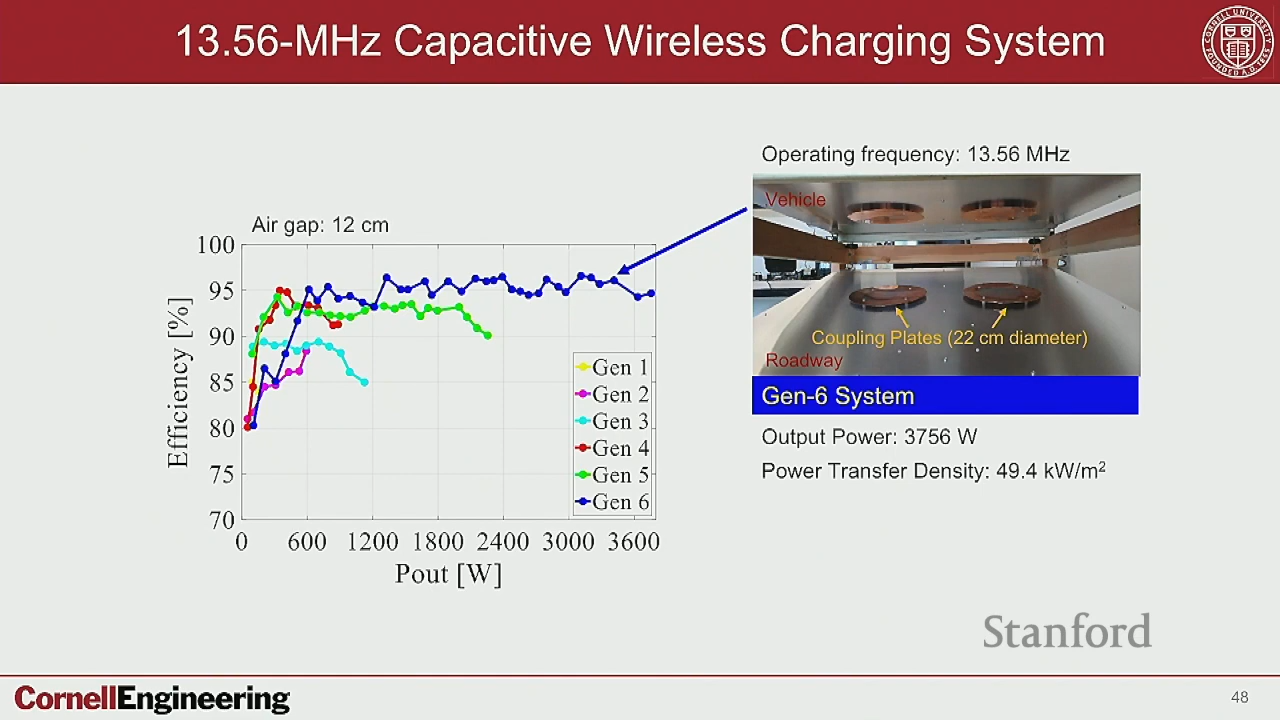 13.56-MHz Capacitive Wireless Charging System
Air gap: 12 cm
100
95
90
85
80
75
70
Efficiency [%]
0 600 1200 1800 2400 3000 3600
Pout [W]
Gen 1
Gen 2
Gen 3
Gen 4
Gen 5
Gen 6
Operating frequency: 13.56 MHz
Vehicle
Coupling Plates (22 cm diameter)
Roadway
Gen-6 System
Output Power: 3756 W
Power Transfer Density: 49.4 kW/m²
Stanford
CornellEngineering
48